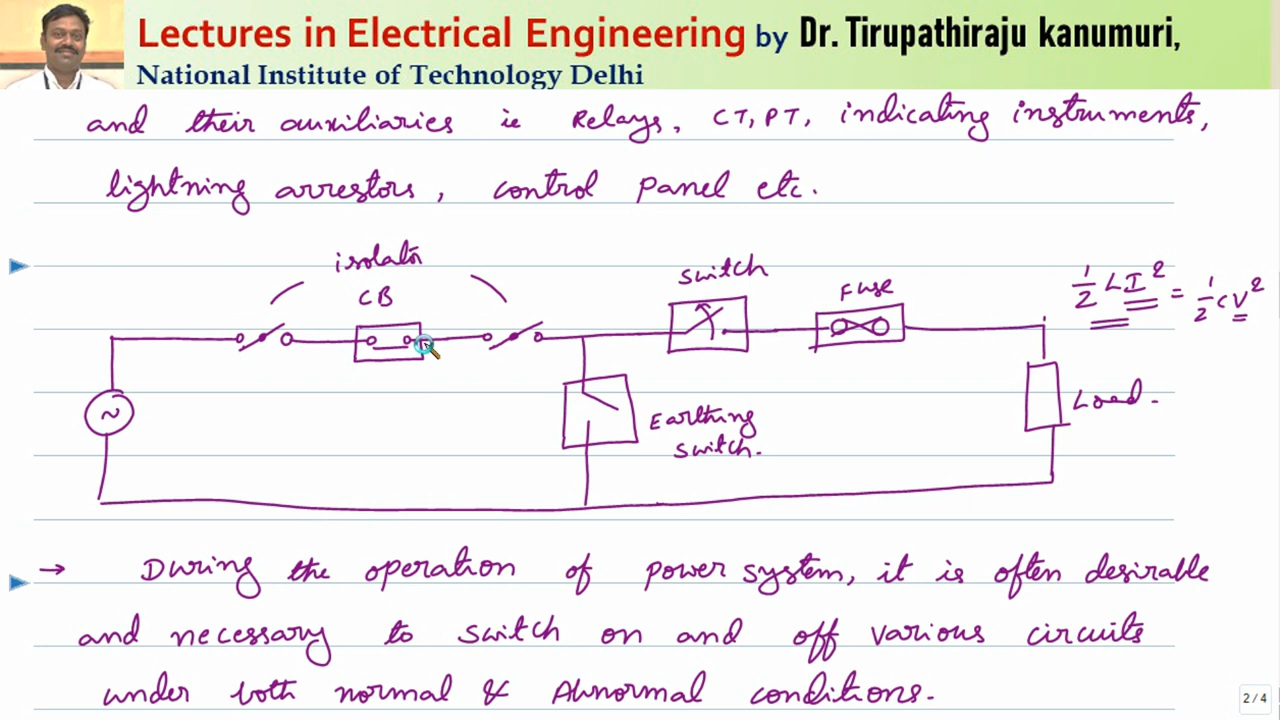 Lectures in Electrical Engineering by Dr. Tirupathiraju kanumuri,
National Institute of Technology Delhi
and their auxiliaries ie Relays, CT, PT, indicating instruments,
lightning arrestors, control panel etc.
isolator
CB
switch
Fuse
1/2 LI² = 1/2 CV²
~
Earthing
switch.
Load.
→ During the operation of power system, it is often desirable
and necessary to switch on and off various circuits
under both normal & Abnormal conditions.
2 / 4